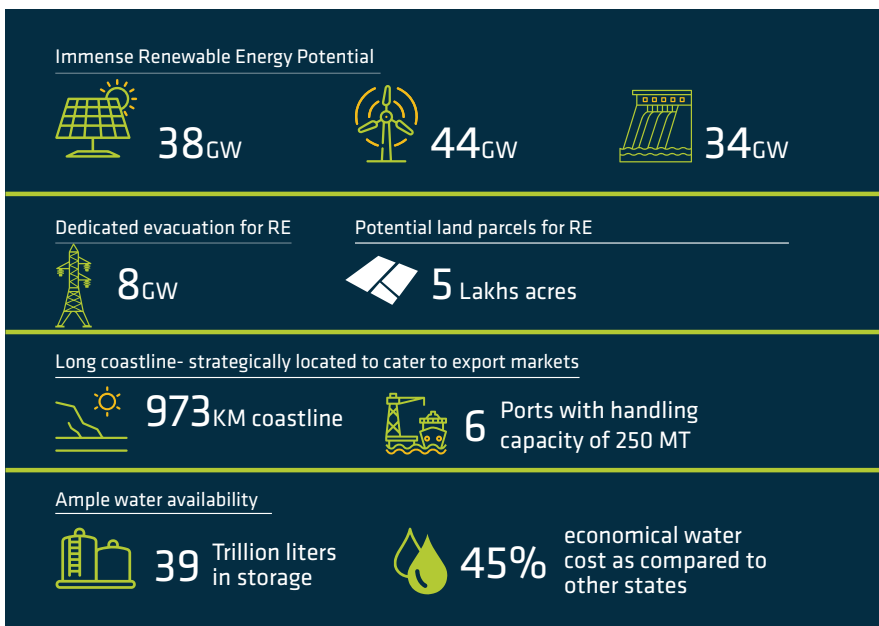 Immense Renewable Energy Potential
38GW
44GW
34GW
Dedicated evacuation for RE
Potential land parcels for RE
8GW
5 Lakhs acres
Long coastline- strategically located to cater to export markets
973KM coastline
6 Ports with handling
capacity of 250 MT
Ample water availability
39 Trillion liters
in storage
45% economical water
cost as compared to
other states